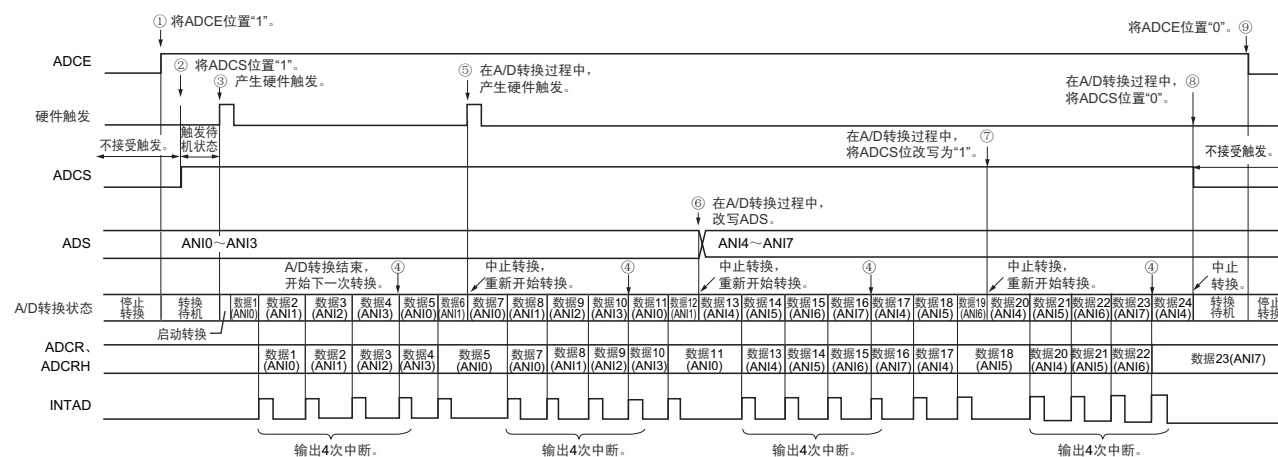 ① 将ADCE位置“1”。
将ADCE位置“0”。⑨
ADCE
② 将ADCS位置“1”。
③ 产生硬件触发。
⑤ 在A/D转换过程中，
产生硬件触发。
在A/D转换过程中， ⑧
将ADCS位置“0”。
硬件触发
不接受触发。
触发待
机状态
在A/D转换过程中， ⑦
将ADCS位改写为“1”。
不接受触发。
ADCS
⑥ 在A/D转换过程中，
改写ADS。
ADS
ANI0～ANI3
ANI4～ANI7
A/D转换结束，
开始下一次转换。
④
中止转换，
重新开始转换。
④
中止转换，
重新开始转换。
④
中止转换，
重新开始转换。
④
中止
转换。
A/D转换状态
停止
转换
转换
待机
启动转换
数据1
(ANI0)
数据2
(ANI1)
数据3
(ANI2)
数据4
(ANI3)
数据5
(ANI0)
数据6
(ANI1)
数据7
(ANI0)
数据8
(ANI1)
数据9
(ANI2)
数据10
(ANI3)
数据11
(ANI0)
数据12
(ANI1)
数据13
(ANI4)
数据14
(ANI5)
数据15
(ANI6)
数据16
(ANI7)
数据17
(ANI4)
数据18
(ANI5)
数据19
(ANI6)
数据20
(ANI4)
数据21
(ANI5)
数据22
(ANI6)
数据23
(ANI7)
数据24
(ANI4)
转换
待机
停止
转换
ADCR、
ADCRH
数据1
(ANI0)
数据2
(ANI1)
数据3
(ANI2)
数据4
(ANI3)
数据5
(ANI0)
数据7
(ANI0)
数据8
(ANI1)
数据9
(ANI2)
数据10
(ANI3)
数据11
(ANI0)
数据13
(ANI4)
数据14
(ANI5)
数据15
(ANI6)
数据16
(ANI7)
数据17
(ANI4)
数据18
(ANI5)
数据20
(ANI4)
数据21
(ANI5)
数据22
(ANI6)
数据23(ANI7)
INTAD
输出4次中断。
输出4次中断。
输出4次中断。
输出4次中断。